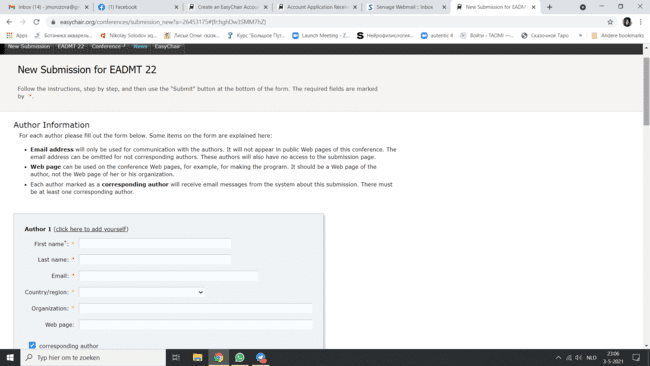 Inbox (14) - jmonszow@g
(1) Facebook
Create an EasyChair Accou
Account Application Receiv
Servage Webmail :: Inbox
New Submission for EADMT
easychair.org/conferences/submission_new?a=26453175#
Apps
Ботаника акварель...
Nikolay Solodov aq...
Курс "Большое Пут...
Launch Meeting - Z...
Нейрофизиологиче...
autentic #
Войти – TAOMI —...
Сказочное Таро
»
Andere bookmarks
New Submission
EADMT 22
Conference
News
EasyChair
New Submission for EADMT 22
Follow the instructions, step by step, and then use the "Submit" button at the bottom of the form. The required fields are marked
by *.
Author Information
For each author please fill out the form below. Some items on the form are explained here:
• Email address will only be used for communication with the authors. It will not appear in public Web pages of this conference. The
email address can be omitted for not corresponding authors. These authors will also have no access to the submission page.
• Web page can be used on the conference Web pages, for example, for making the program. It should be a Web page of the
author, not the Web page of her or his organization.
• Each author marked as a corresponding author will receive email messages from the system about this submission. There must
be at least one corresponding author.
Author 1 (click here to add yourself)
First name*: *
Last name: *
Email: *
Country/region: *
Organization: *
Web page:
corresponding author
Typ hier om te zoeken
NLD
23:06
3-5-2021